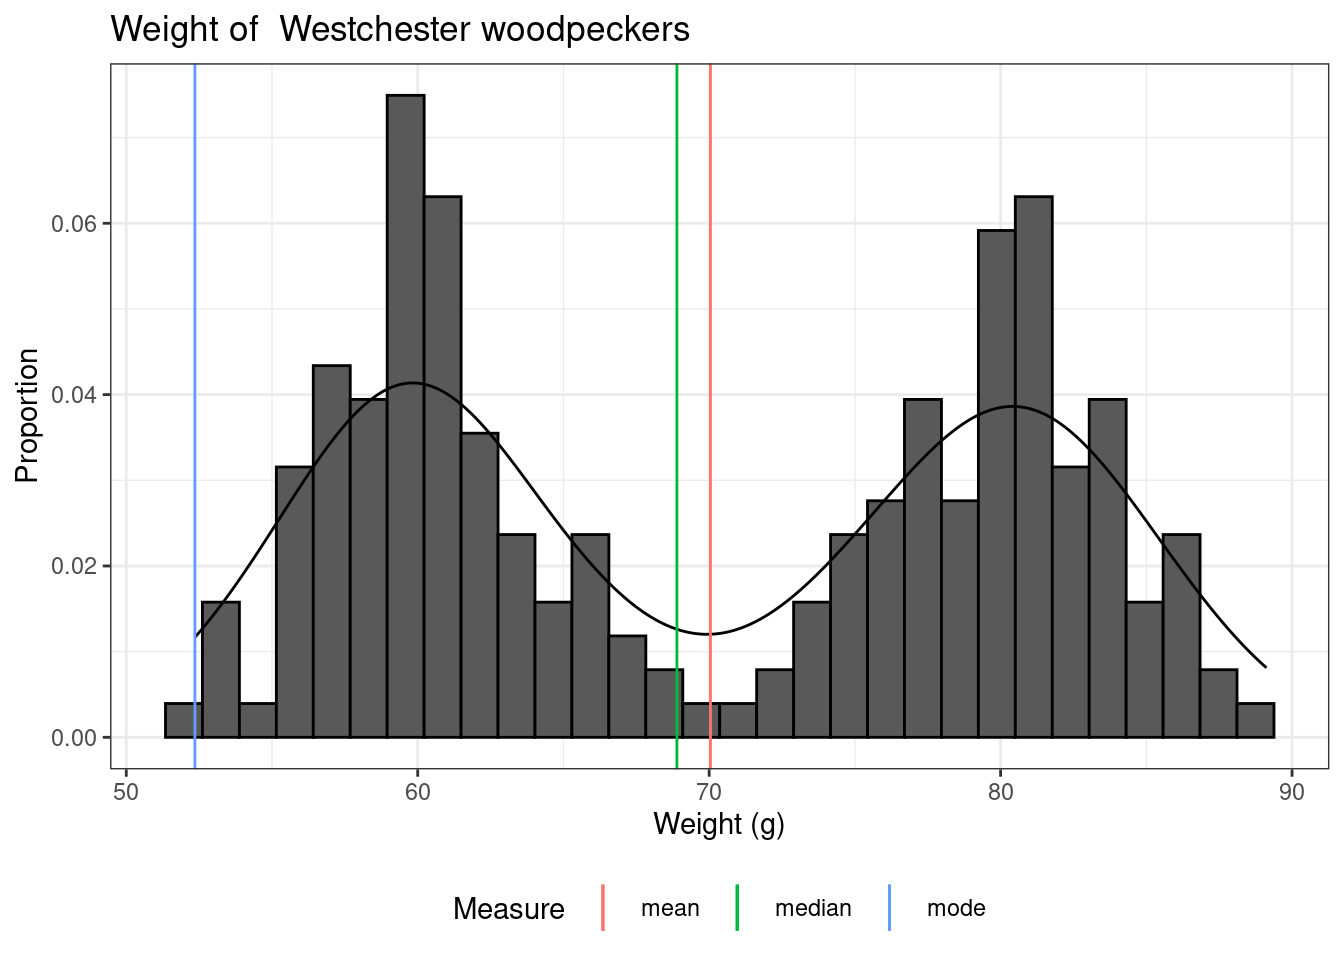 Weight of  Westchester woodpeckers
Proportion
0.06
0.04
0.02
0.00
50 60 70 80 90
Weight (g)
Measure mean median mode